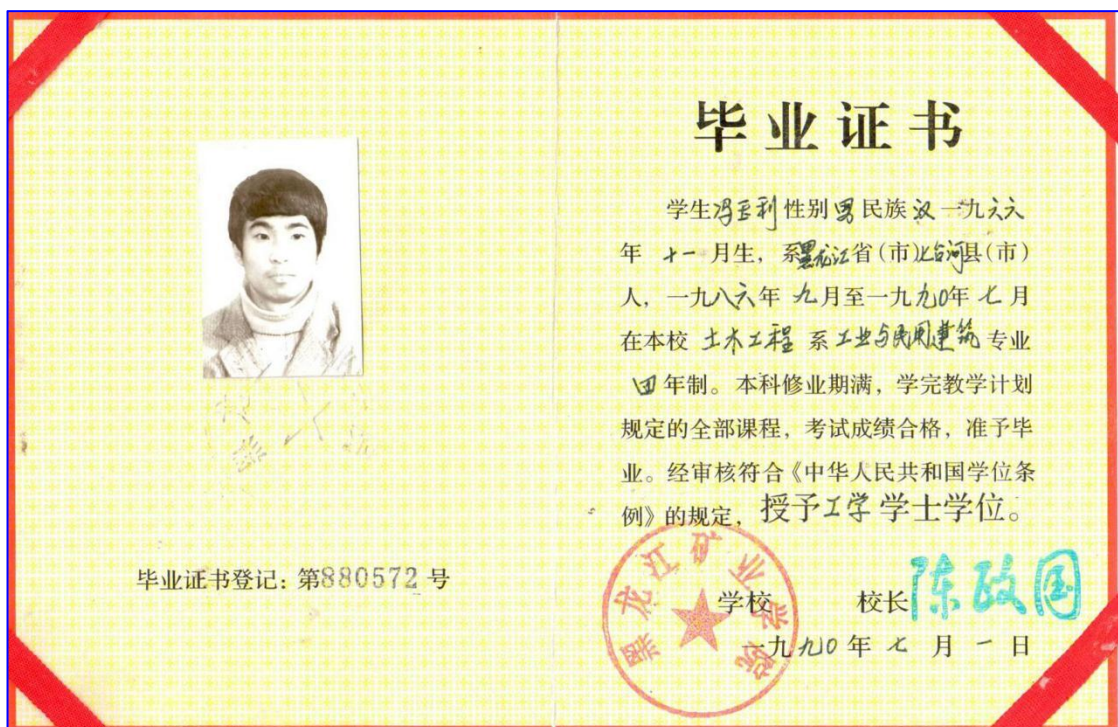 毕业证书
学生冯玉利性别男民族汉一九六六
年十一月生，系黑龙江省(市)七台河县(市)
人，一九八六年九月至一九九0年七月
在本校土木工程系工业与民用建筑专业
四年制。本科修业期满，学完教学计划
规定的全部课程，考试成绩合格，准予毕
业。经审核符合《中华人民共和国学位条
例》的规定，授予工学学士学位。
毕业证书登记：第880572号
黑龙江矿业学院
学校 校长陈政国
一九九0年七月一日